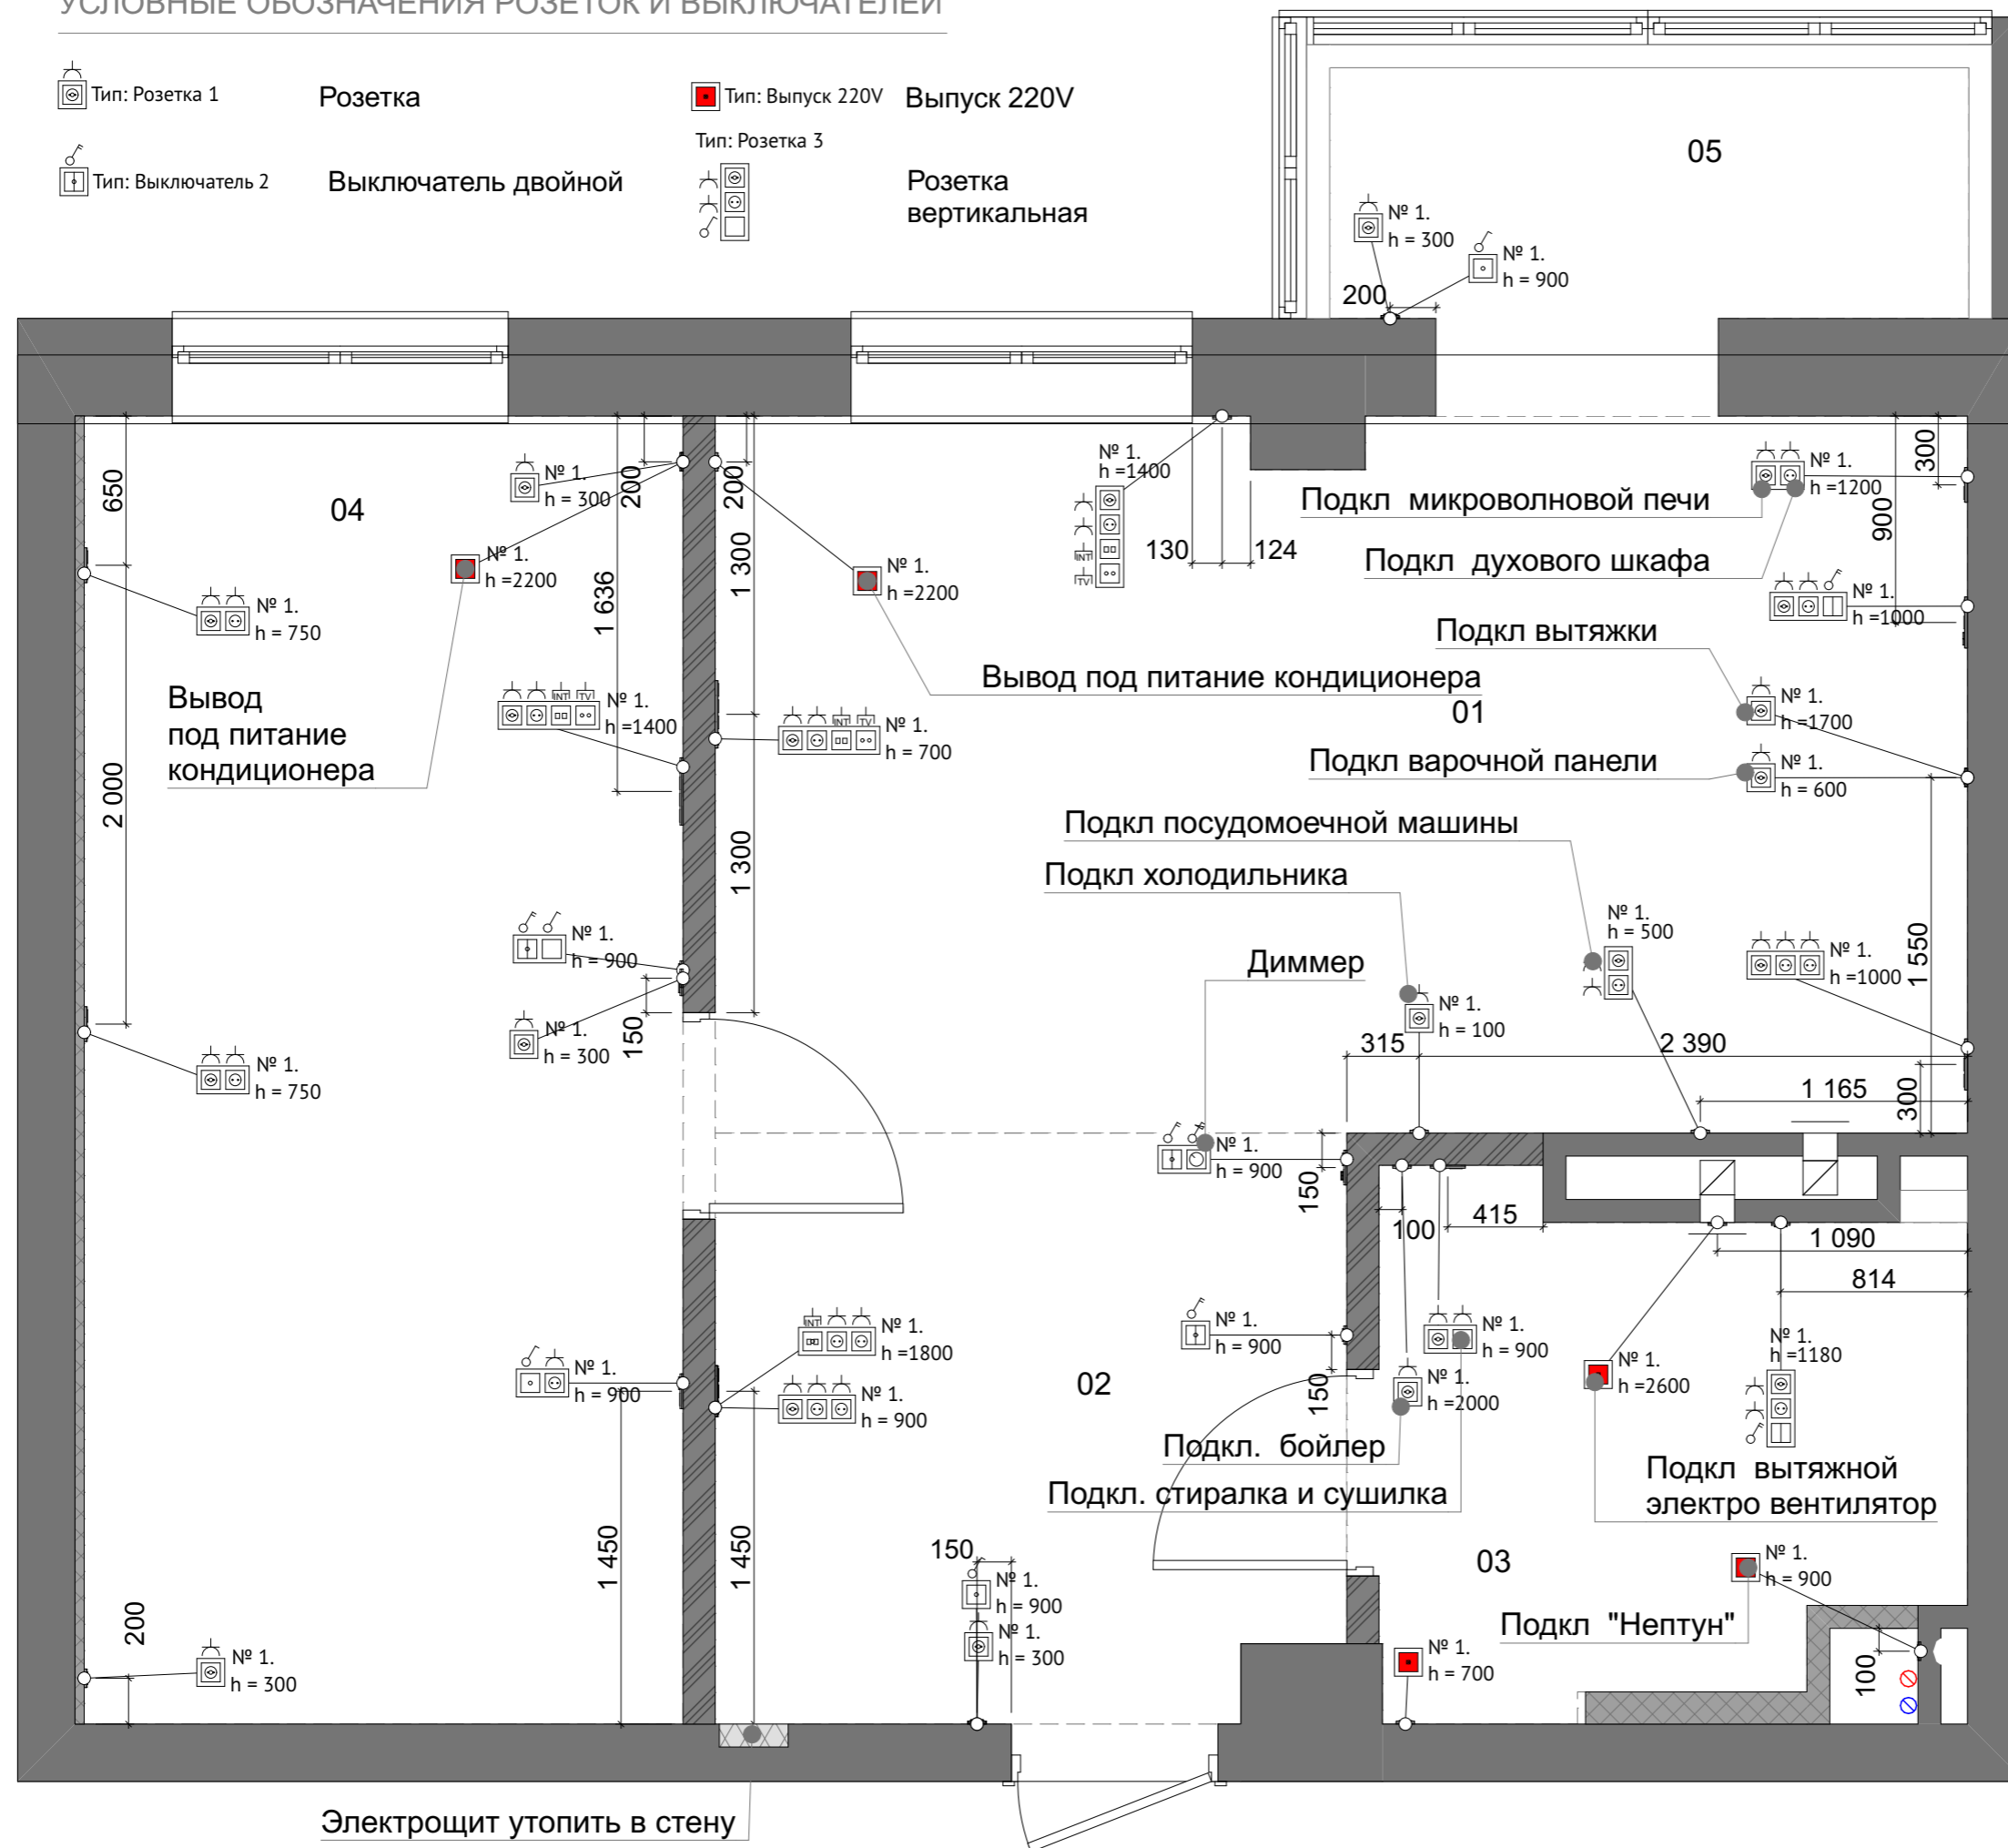 УСЛОВНЫЕ ОБОЗНАЧЕНИЯ РОЗЕТОК И ВЫКЛЮЧАТЕЛЕЙ
Тип: Розетка 1
Розетка
Тип: Выпуск 220V
Выпуск 220V
Тип: Выключатель 2
Выключатель двойной
Тип: Розетка 3
Розетка
вертикальная
05
№ 1.
h = 300
№ 1.
h = 900
200
04
650
2 000
200
№ 1.
h = 300
200
№ 1.
h =2200
1 636
№ 1.
h = 750
Вывод
под питание
кондиционера
INT TV
№ 1.
h =1400
№ 1.
h = 900
№ 1.
h = 300
150
№ 1.
h = 750
№ 1.
h = 900
1 450
№ 1.
h = 300
200
1 300
1 300
№ 1.
h =2200
Вывод под питание кондиционера
01
INT TV
№ 1.
h = 700
№ 1.
h =1400
INT
TV
130
124
№ 1.
h =1200
300
900
Подкл микроволновой печи
Подкл духового шкафа
№ 1.
h =1000
Подкл вытяжки
№ 1.
h =1700
Подкл варочной панели
№ 1.
h = 600
Подкл посудомоечной машины
Подкл холодильника
№ 1.
h = 500
№ 1.
h =1000
1 550
300
Диммер
№ 1.
h = 100
315
2 390
1 165
№ 1.
h = 900
150
100
415
1 090
814
INT
№ 1.
h =1800
№ 1.
h = 900
1 450
02
№ 1.
h = 900
150
№ 1.
h = 900
№ 1.
h =2000
№ 1.
h =2600
№ 1.
h =1180
Подкл. бойлер
Подкл. стиралка и сушилка
Подкл вытяжной
электро вентилятор
150
№ 1.
h = 900
№ 1.
h = 300
03
№ 1.
h = 900
Подкл "Нептун"
№ 1.
h = 700
100
Электрощит утопить в стену